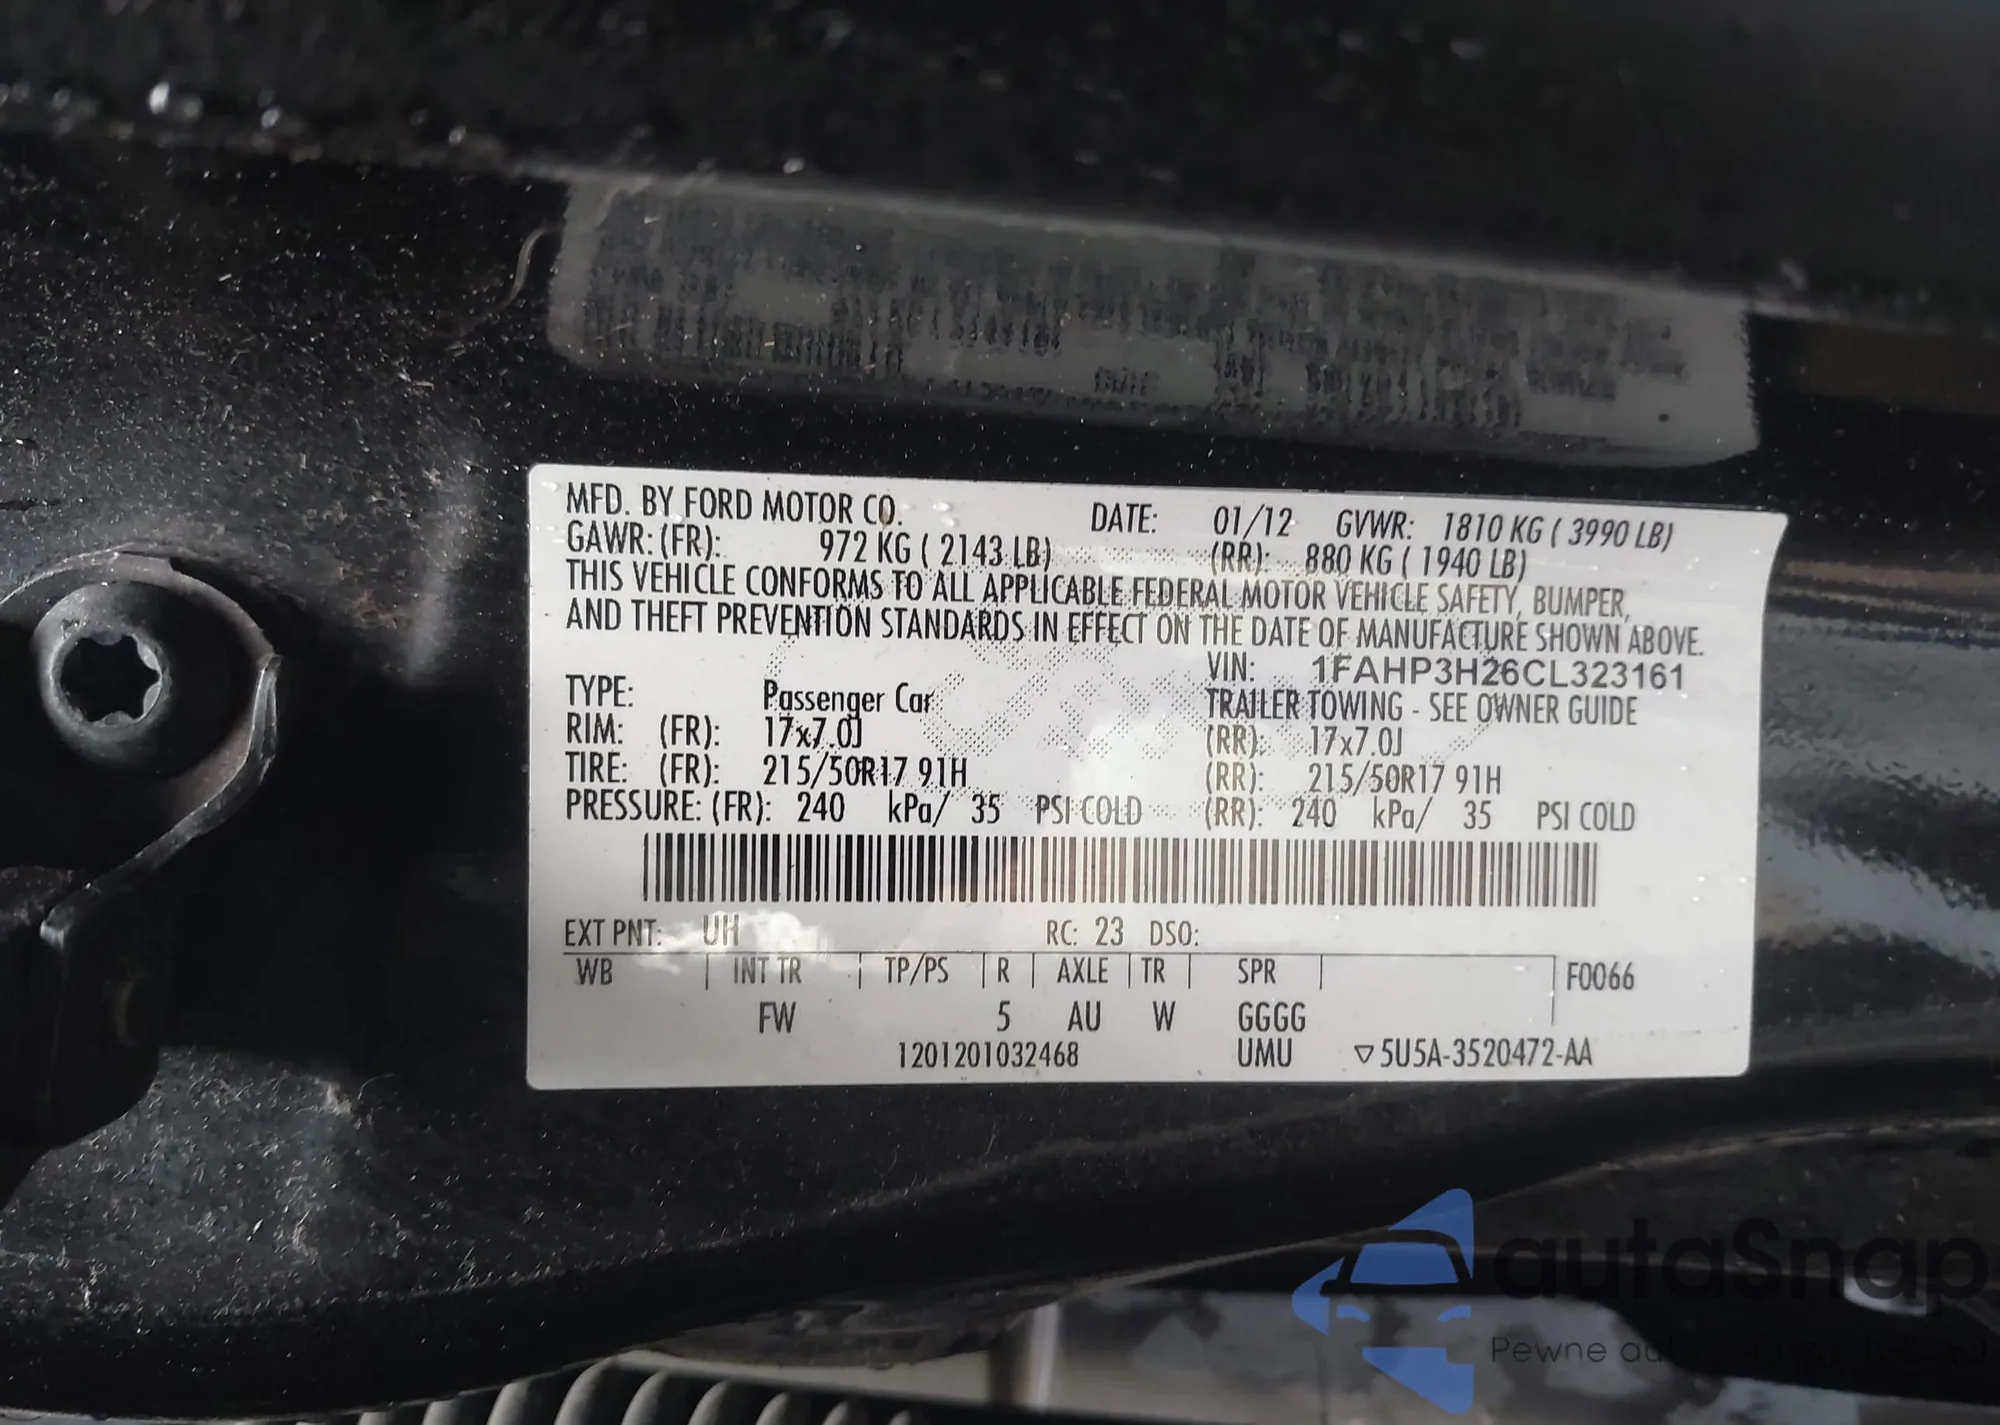 MFD. BY FORD MOTOR CO. DATE: 01/12 GVWR: 1810 KG ( 3990 LB)
GAWR: (FR): 972 KG ( 2143 LB) (RR): 880 KG ( 1940 LB)
THIS VEHICLE CONFORMS TO ALL APPLICABLE FEDERAL MOTOR VEHICLE SAFETY, BUMPER,
AND THEFT PREVENTION STANDARDS IN EFFECT ON THE DATE OF MANUFACTURE SHOWN ABOVE.
VIN: 1FAHP3H26CL323161
TYPE: Passenger Car TRAILER TOWING - SEE OWNER GUIDE
RIM: (FR): 17x7.0J (RR): 17x7.0J
TIRE: (FR): 215/50R17 91H (RR): 215/50R17 91H
PRESSURE: (FR): 240 kPa/ 35 PSI COLD (RR): 240 kPa/ 35 PSI COLD
EXT PNT: UH RC: 23 DSO:
WB INT TR TP/PS R AXLE TR SPR F0066
FW 5 AU W GGGG
1201201032468 UMU ▽5U5A-3520472-AA
autaSnap
Pewne